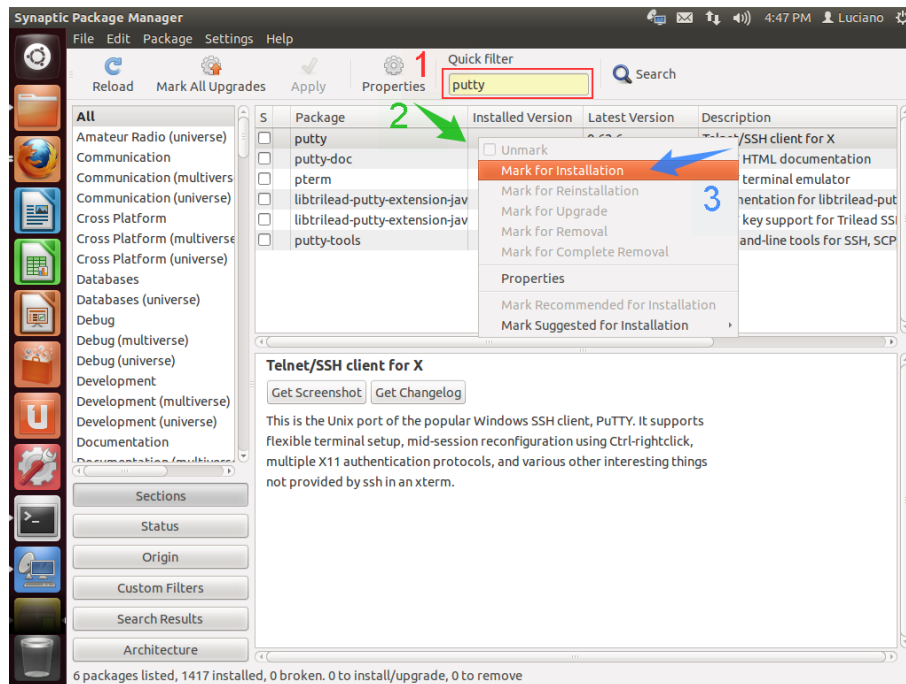 Synaptic Package Manager 4:47 PM Luciano
File Edit Package Settings Help
1 Quick filter
Reload Mark All Upgrades Apply Properties putty Search
2
All
Amateur Radio (universe)
Communication
Communication (multivers
Communication (universe)
Cross Platform
Cross Platform (multiverse
Cross Platform (universe)
Databases
Databases (universe)
Debug
Debug (multiverse)
Debug (universe)
Development
Development (multiverse)
Development (universe)
Documentation
Sections
Status
Origin
Custom Filters
Search Results
Architecture
S Package Installed Version Latest Version Description
putty /SSH client for X
putty-doc HTML documentation
pterm terminal emulator
libtrilead-putty-extension-jav entation for libtrilead-put
libtrilead-putty-extension-jav key support for Trilead SSI
putty-tools and-line tools for SSH, SCP
Unmark
Mark for Installation
Mark for Reinstallation
Mark for Upgrade
Mark for Removal
Mark for Complete Removal
Properties
Mark Recommended for Installation
Mark Suggested for Installation
3
Telnet/SSH client for X
Get Screenshot Get Changelog
This is the Unix port of the popular Windows SSH client, PuTTY. It supports
flexible terminal setup, mid-session reconfiguration using Ctrl-rightclick,
multiple X11 authentication protocols, and various other interesting things
not provided by ssh in an xterm.
6 packages listed, 1417 installed, 0 broken. 0 to install/upgrade, 0 to remove